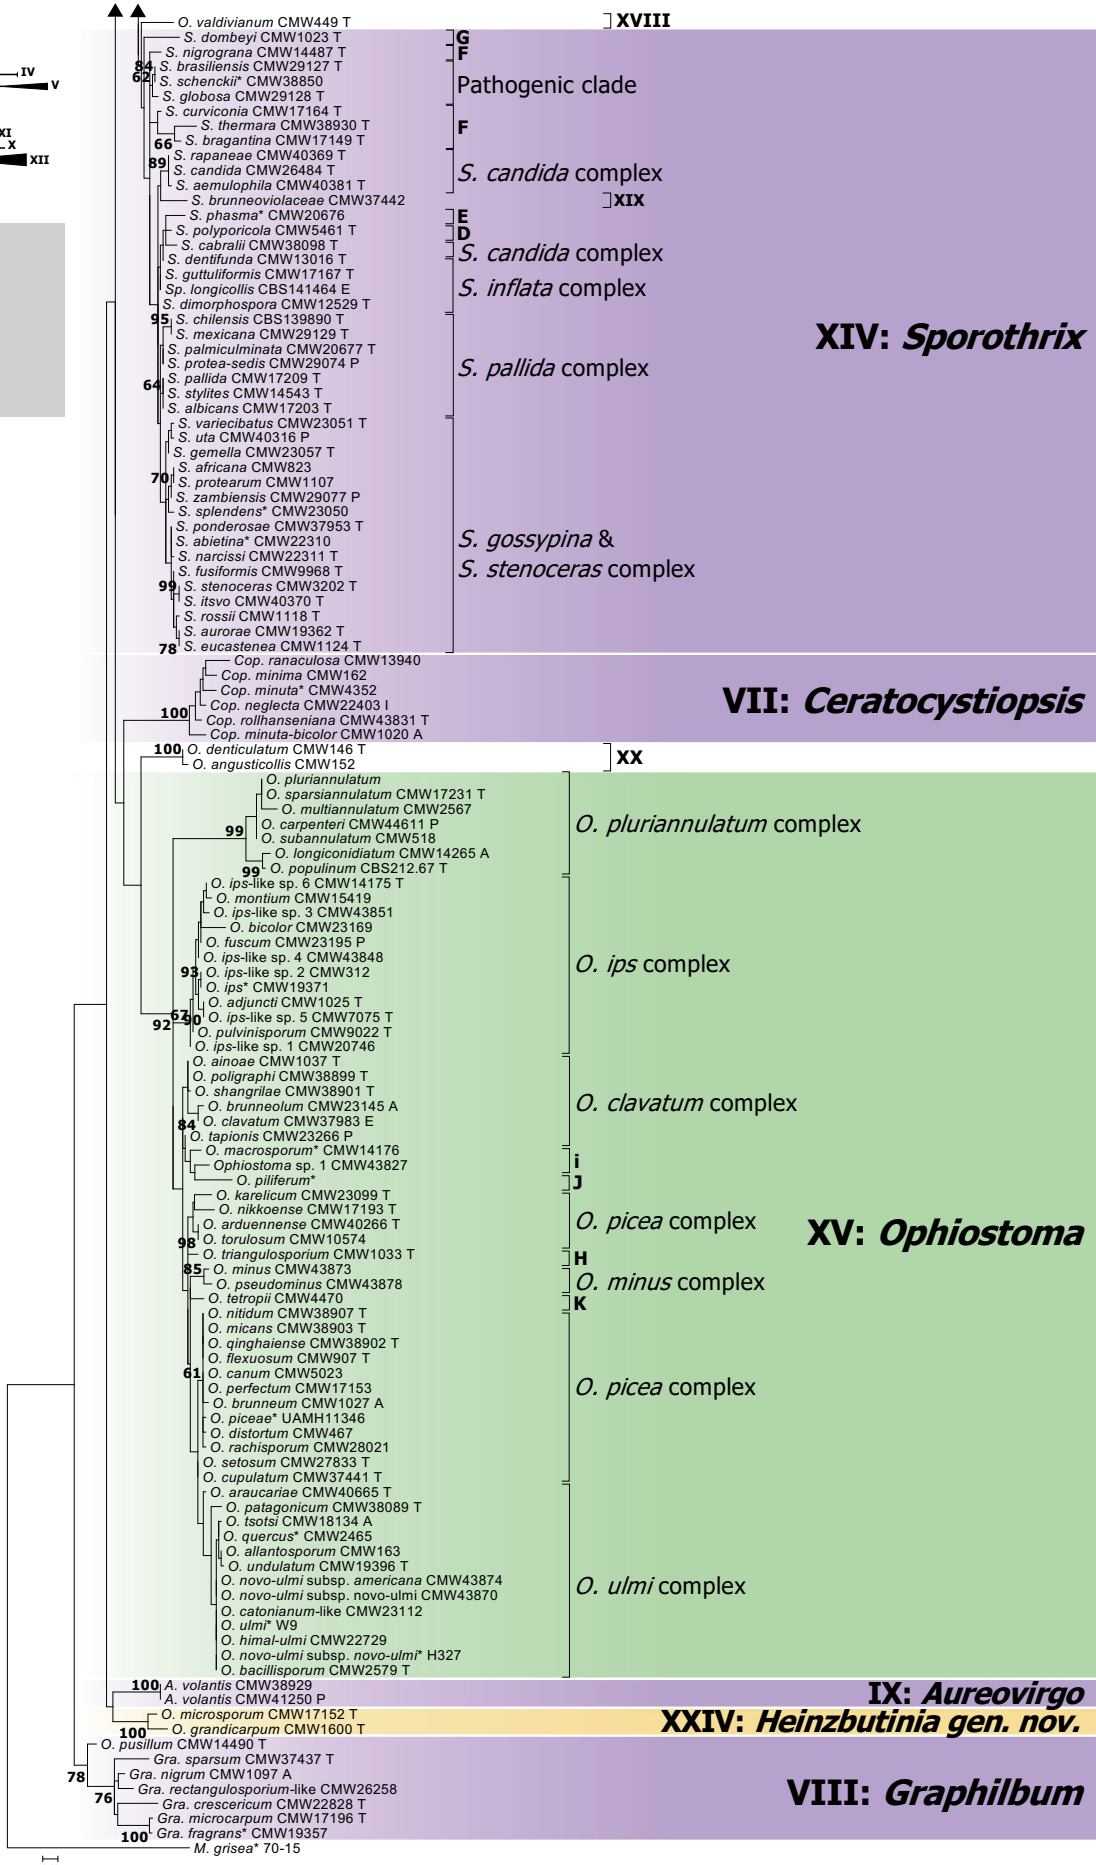 O. valdivianum CMW449 T
XVIII
S. dombeyi CMW1023 T
G
S. nigrograna CMW14487 T
F
84
S. brasiliensis CMW29127 T
62
S. schenckii* CMW38850
Pathogenic clade
S. globosa CMW29128 T
S. curviconia CMW17164 T
S. thermara CMW38930 T
F
66
S. bragantina CMW17149 T
89
S. rapaneae CMW40369 T
S. candida CMW26484 T
S. candida complex
S. aemulophila CMW40381 T
S. brunneoviolaceae CMW37442
XIX
S. phasma* CMW20676
E
S. polyporicola CMW5461 T
D
S. cabralii CMW38098 T
S. candida complex
S. dentifunda CMW13016 T
S. guttuliformis CMW17167 T
Sp. longicollis CBS141464 E
S. inflata complex
S. dimorphospora CMW12529 T
95
S. chilensis CBS139890 T
S. mexicana CMW29129 T
XIV: Sporothrix
S. palmiculminata CMW20677 T
S. protea-sedis CMW29074 P
S. pallida complex
64
S. pallida CMW17209 T
S. stylites CMW14543 T
S. albicans CMW17203 T
S. variecibatus CMW23051 T
S. uta CMW40316 P
S. gemella CMW23057 T
S. africana CMW823
70
S. protearum CMW1107
S. zambiensis CMW29077 P
S. splendens* CMW23050
S. ponderosae CMW37953 T
S. abietina* CMW22310
S. gossypina &
S. narcissi CMW22311 T
S. fusiformis CMW9968 T
S. stenoceras complex
99
S. stenoceras CMW3202 T
S. itsvo CMW40370 T
S. rossii CMW1118 T
S. aurorae CMW19362 T
78
S. eucastenea CMW1124 T
Cop. ranaculosa CMW13940
Cop. minima CMW162
Cop. minuta* CMW4352
Cop. neglecta CMW22403 I
VII: Ceratocystiopsis
100
Cop. rollhanseniana CMW43831 T
Cop. minuta-bicolor CMW1020 A
100
O. denticulatum CMW146 T
XX
O. angusticollis CMW152
O. pluriannulatum
O. sparsiannulatum CMW17231 T
O. multiannulatum CMW2567
O. carpenteri CMW44611 P
O. pluriannulatum complex
99
O. subannulatum CMW518
O. longiconidiatum CMW14265 A
99
O. populinum CBS212.67 T
O. ips-like sp. 6 CMW14175 T
O. montium CMW15419
O. ips-like sp. 3 CMW43851
O. bicolor CMW23169
O. fuscum CMW23195 P
O. ips-like sp. 4 CMW43848
O. ips complex
93
O. ips-like sp. 2 CMW312
O. ips* CMW19371
O. adjuncti CMW1025 T
67
90
O. ips-like sp. 5 CMW7075 T
92
O. pulvinisporum CMW9022 T
O. ips-like sp. 1 CMW20746
O. ainoae CMW1037 T
O. poligraphi CMW38899 T
O. shangrilae CMW38901 T
O. brunneolum CMW23145 A
O. clavatum complex
84
O. clavatum CMW37983 E
O. tapionis CMW23266 P
O. macrosporum* CMW14176
Ophiostoma sp. 1 CMW43827
i
O. piliferum*
J
O. karelicum CMW23099 T
O. nikkoense CMW17193 T
O. arduennense CMW40266 T
O. picea complex
XV: Ophiostoma
98
O. torulosum CMW10574
O. triangulosporium CMW1033 T
H
85
O. minus CMW43873
O. pseudominus CMW43878
O. minus complex
O. tetropii CMW4470
K
O. nitidum CMW38907 T
O. micans CMW38903 T
O. qinghaiense CMW38902 T
O. flexuosum CMW907 T
61
O. canum CMW5023
O. perfectum CMW17153
O. picea complex
O. brunneum CMW1027 A
O. piceae* UAMH11346
O. distortum CMW467
O. rachisporum CMW28021
O. setosum CMW27833 T
O. cupulatum CMW37441 T
O. araucariae CMW40665 T
O. patagonicum CMW38089 T
O. tsotsi CMW18134 A
O. quercus* CMW2465
O. allantosporum CMW163
O. undulatum CMW19396 T
O. novo-ulmi subsp. americana CMW43874
O. ulmi complex
O. novo-ulmi subsp. novo-ulmi CMW43870
O. catonianum-like CMW23112
O. ulmi* W9
O. himal-ulmi CMW22729
O. novo-ulmi subsp. novo-ulmi* H327
O. bacillisporum CMW2579 T
100
A. volantis CMW38929
IX: Aureovirgo
A. volantis CMW41250 P
O. microsporum CMW17152 T
XXIV: Heinzbutinia gen. nov.
100
O. grandicarpum CMW1600 T
O. pusillum CMW14490 T
Gra. sparsum CMW37437 T
78
Gra. nigrum CMW1097 A
Gra. rectangulosporium-like CMW26258
VIII: Graphilbum
76
Gra. crescericum CMW22828 T
Gra. microcarpum CMW17196 T
100
Gra. fragrans* CMW19357
M. grisea* 70-15
IV
V
XI
X
XII